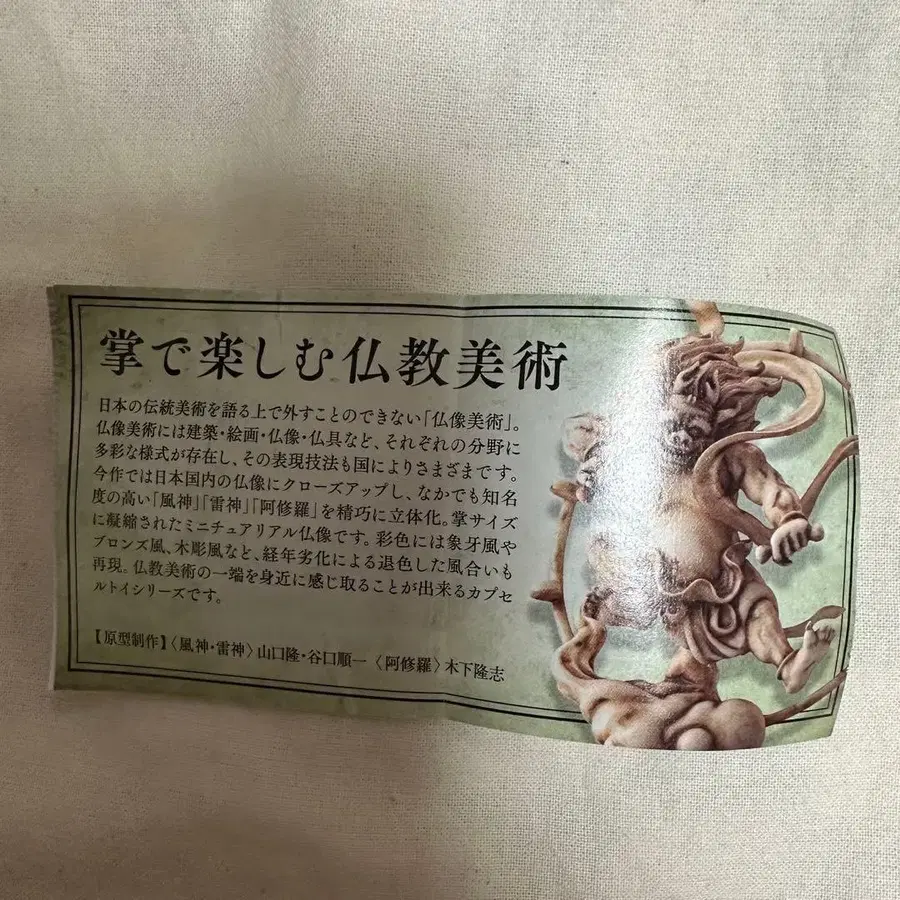 掌で楽しむ仏教美術
日本の伝統美術を語る上で外すことのできない「仏像美術」。
仏像美術には建築・絵画・仏像・仏具など、それぞれの分野に
多彩な様式が存在し、その表現技法も国によりさまざまです。
今作では日本国内の仏像にクローズアップし、なかでも知名
度の高い「風神」「雷神」「阿修羅」を精巧に立体化。掌サイズ
に凝縮されたミニチュアリアル仏像です。彩色には象牙風や
ブロンズ風、木彫風など、経年劣化による退色した風合いも
再現。仏教美術の一端を身近に感じ取ることが出来るカプセ
ルトイシリーズです。
【原型制作】〈風神・雷神〉山口隆・谷口順一 〈阿修羅〉木下隆志